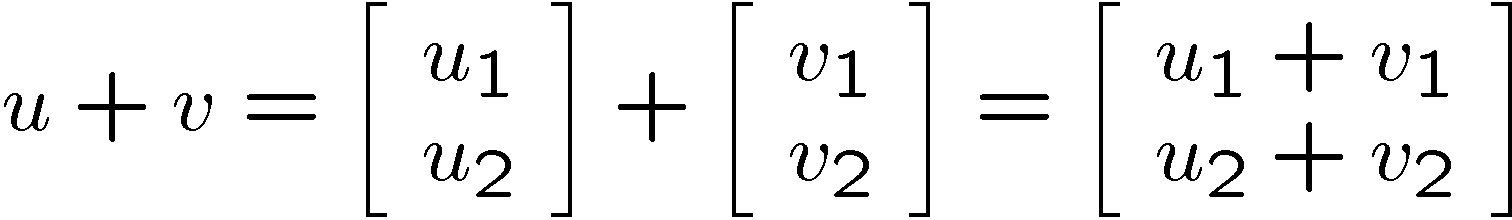 u + v = [ u₁ u₂ ] + [ v₁ v₂ ] = [ u₁ + v₁ u₂ + v₂ ]